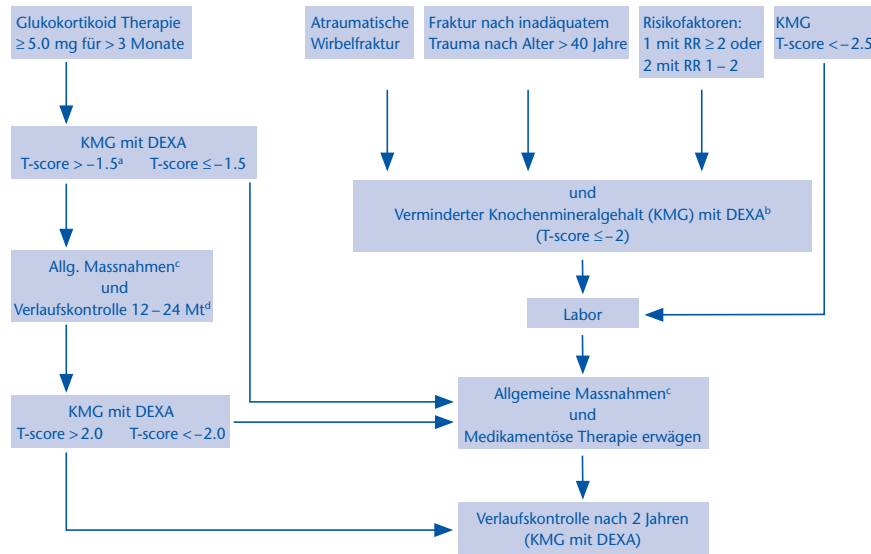 Glukokortikoid Therapie
≥ 5.0 mg für > 3 Monate
Atraumatische
Wirbelfraktur
Fraktur nach inadäquatem
Trauma nach Alter > 40 Jahre
Risikofaktoren:
1 mit RR ≥ 2 oder
2 mit RR 1 – 2
KMG
T-score < –2.5
KMG mit DEXA
T-score > –1.5ᵃ T-score ≤ –1.5
und
Verminderter Knochenmineralgehalt (KMG) mit DEXAᵇ
(T-score ≤ –2)
Allg. Massnahmenᶜ
und
Verlaufskontrolle 12 – 24 Mtᵈ
Labor
KMG mit DEXA
T-score > 2.0 T-score < –2.0
Allgemeine Massnahmenᶜ
und
Medikamentöse Therapie erwägen
Verlaufskontrolle nach 2 Jahren
(KMG mit DEXA)